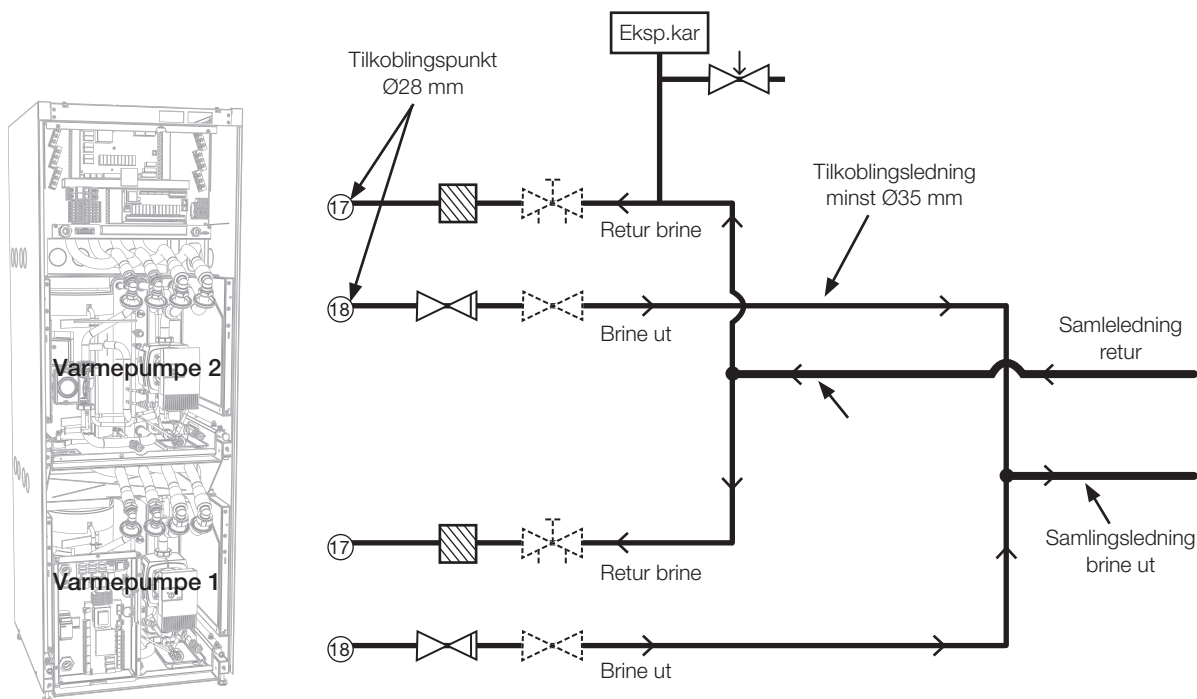 Eksp.kar
Tilkoblingspunkt
Ø28 mm
Tilkoblingsledning
minst Ø35 mm
17
Retur brine
18
Brine ut
Samleledning
retur
Varmepumpe 2
17
Retur brine
Samlingsledning
brine ut
Varmepumpe 1
18
Brine ut